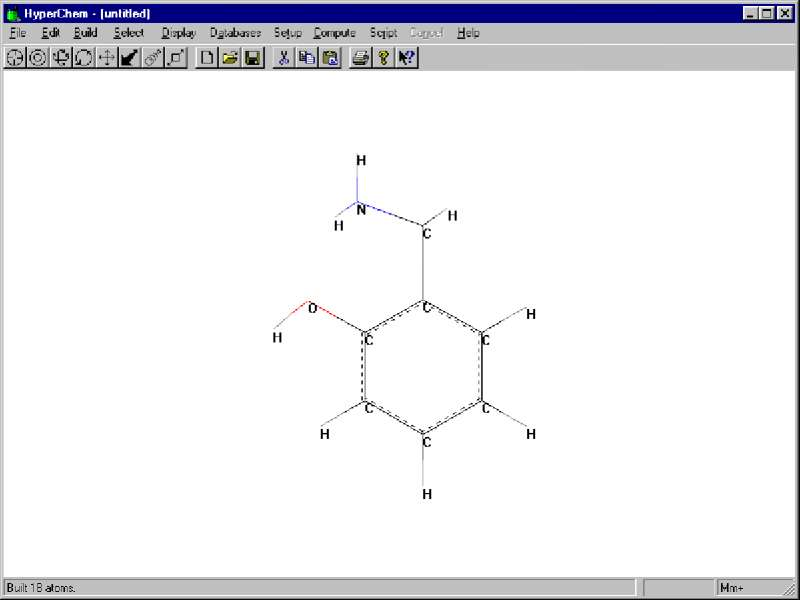 HyperChem - [untitled]
File Edit Build Select Display Databases Setup Compute Script Cancel Help
H
N
H
H
C
O
H
C
H
C
C
C
C
H
C
H
H
Built 18 atoms.
Mm+